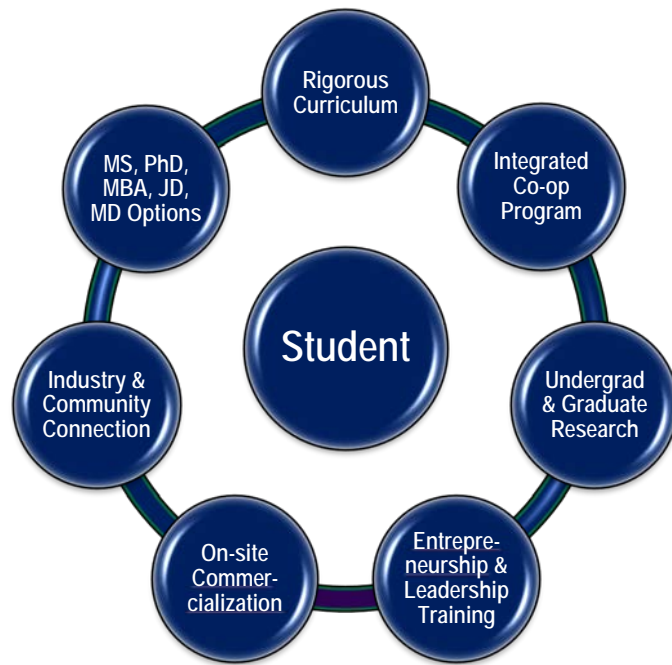 Rigorous
Curriculum
Integrated
Co-op
Program
Undergrad
& Graduate
Research
Entrepre-
neurship &
Leadership
Training
On-site
Commer-
cialization
Industry &
Community
Connection
MS, PhD,
MBA, JD,
MD Options
Student